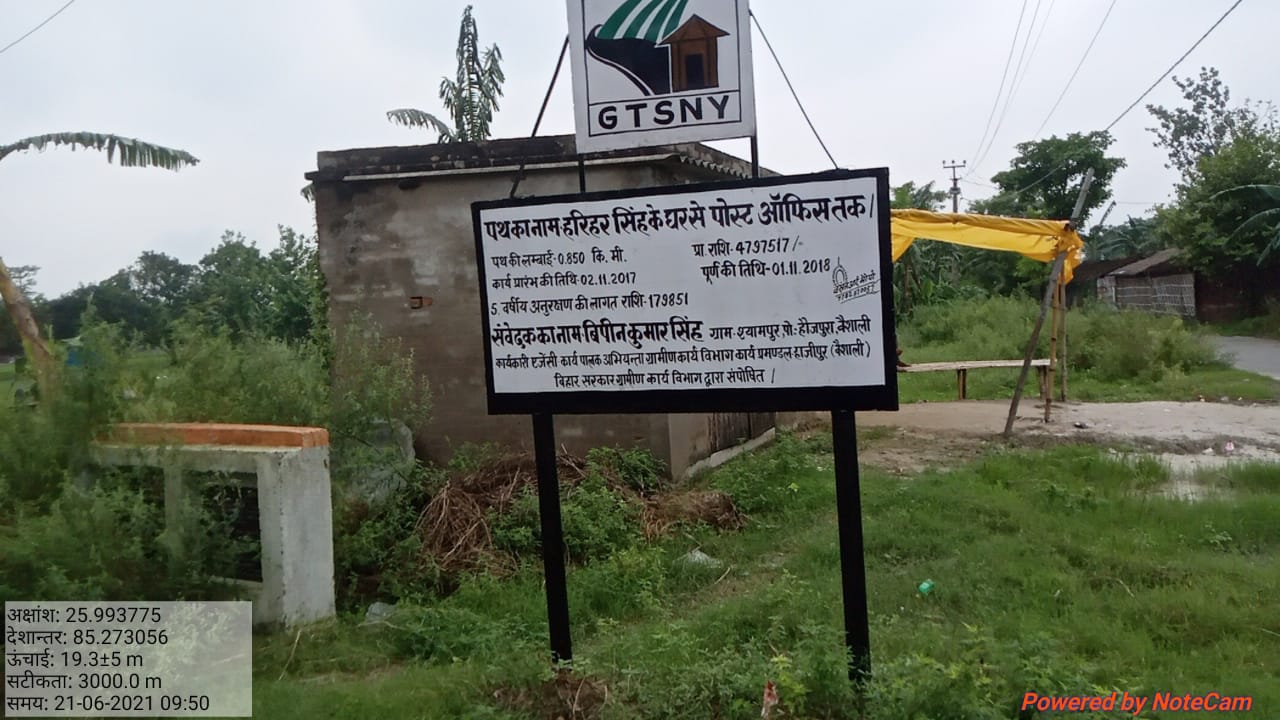 GTSNY
पथ का नाम हरिहर सिंह के घर से पोस्ट ऑफिस तक।
पथ की लम्बाई-0.850 कि. मी. प्रा. राशि-4797517/-
कार्य प्रारंभ की तिथि-02.11.2017 पूर्ण की तिथि-01.11.2018
5. वर्षीय अनुरक्षण की लागत राशि-179851
संवेदक का नाम बिपीन कुमार सिंह ग्राम-श्यामपुर, पो:-हौजपुरा, वैशाली
कार्यकारी एजेंसी कार्य पालक अभियन्ता ग्रामीण कार्य विभाग कार्य प्रमण्डल-हाजीपुर (वैशाली)
बिहार सरकार ग्रामीण कार्य विभाग द्वारा संपोषित।
अक्षांश: 25.993775
देशान्तर: 85.273056
ऊंचाई: 19.3±5 m
सटीकता: 3000.0 m
समय: 21-06-2021 09:50
Powered by NoteCam